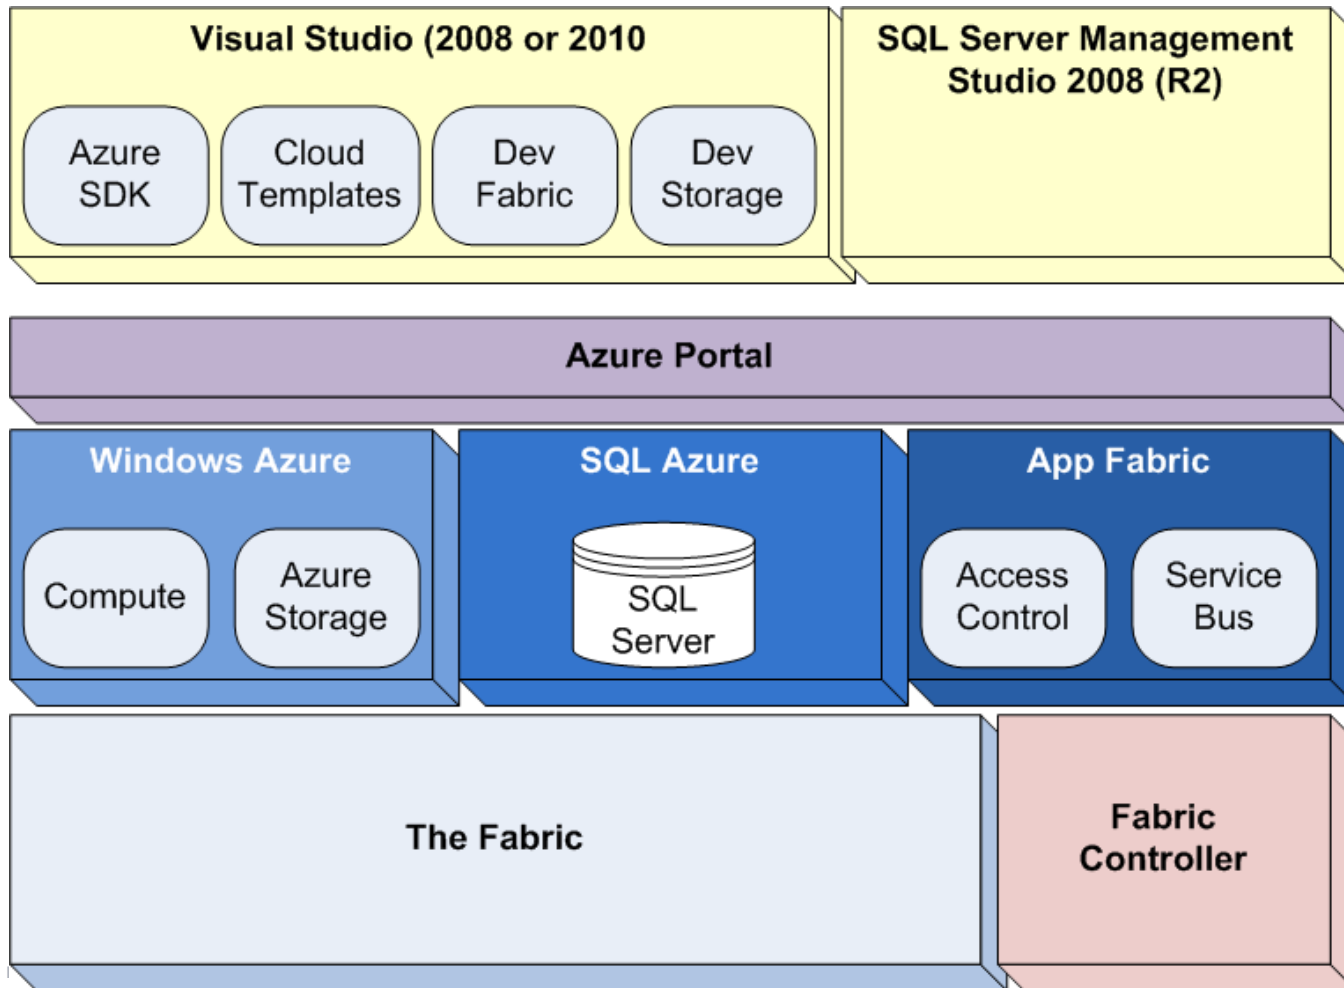 Visual Studio (2008 or 2010
SQL Server Management
Studio 2008 (R2)
Azure
SDK
Cloud
Templates
Dev
Fabric
Dev
Storage
Azure Portal
Windows Azure
Compute
Azure
Storage
SQL Azure
SQL
Server
App Fabric
Access
Control
Service
Bus
The Fabric
Fabric
Controller